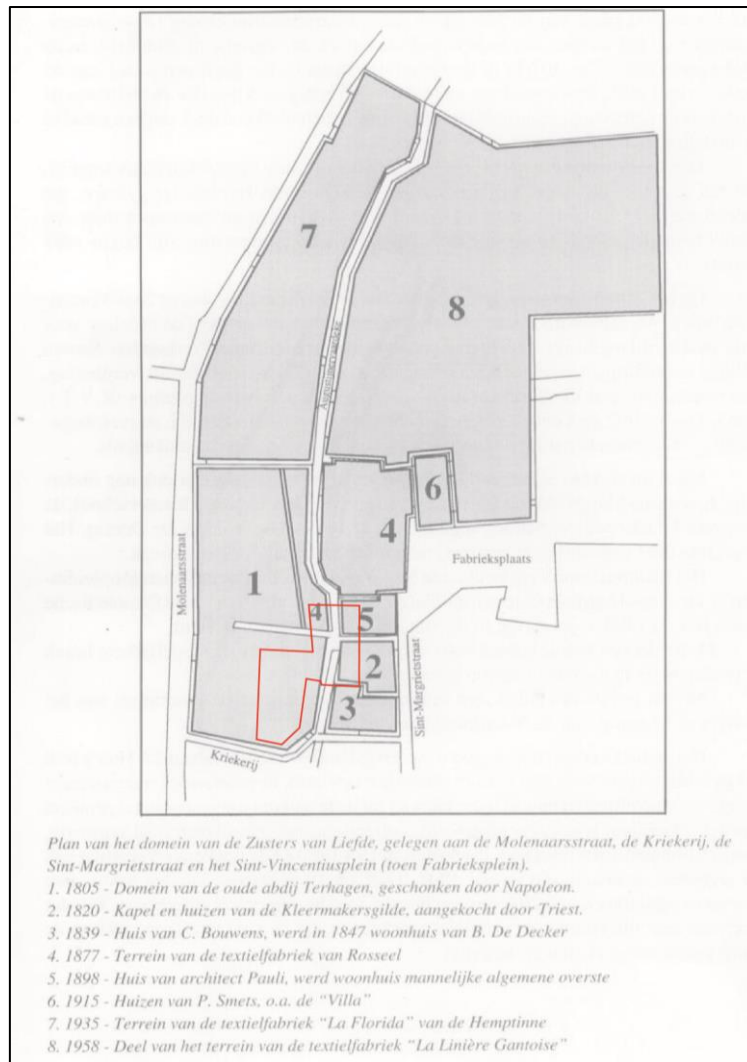 7
8
Augustijnerzusterke
6
4
Molenaarsstraat
Fabrieksplaats
1
4
5
Sint-Margrietstraat
2
3
Kriekerij
Plan van het domein van de Zusters van Liefde, gelegen aan de Molenaarsstraat, de Kriekerij, de
Sint-Margrietstraat en het Sint-Vincentiusplein (toen Fabrieksplein).
1. 1805 - Domein van de oude abdij Terhagen, geschonken door Napoleon.
2. 1820 - Kapel en huizen van de Kleermakersgilde, aangekocht door Triest.
3. 1839 - Huis van C. Bouwens, werd in 1847 woonhuis van B. De Decker
4. 1877 - Terrein van de textielfabriek van Rosseel
5. 1898 - Huis van architect Pauli, werd woonhuis mannelijke algemene overste
6. 1915 - Huizen van P. Smets, o.a. de “Villa”
7. 1935 - Terrein van de textielfabriek “La Florida” van de Hemptinne
8. 1958 - Deel van het terrein van de textielfabriek “La Linière Gantoise”